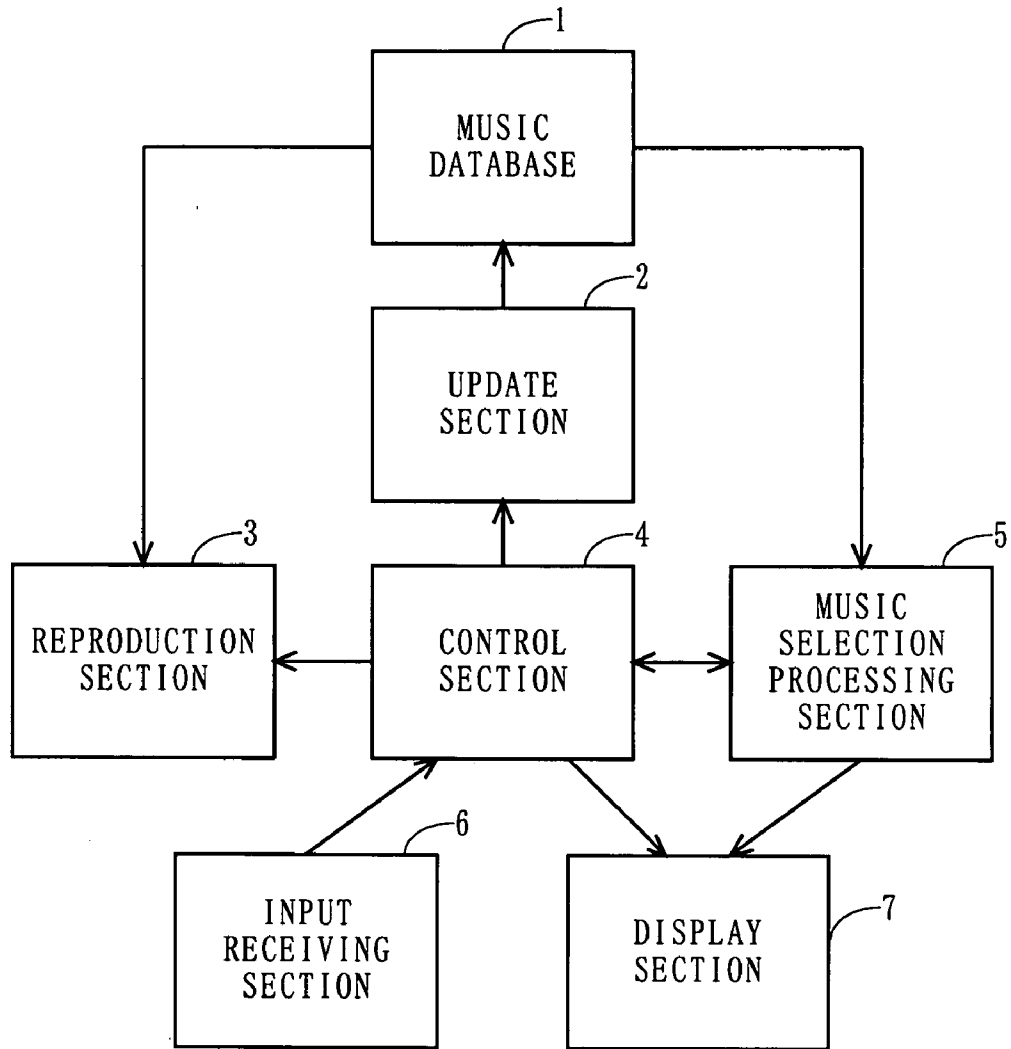 1
MUSIC
DATABASE
2
UPDATE
SECTION
3
REPRODUCTION
SECTION
4
CONTROL
SECTION
5
MUSIC
SELECTION
PROCESSING
SECTION
6
INPUT
RECEIVING
SECTION
7
DISPLAY
SECTION